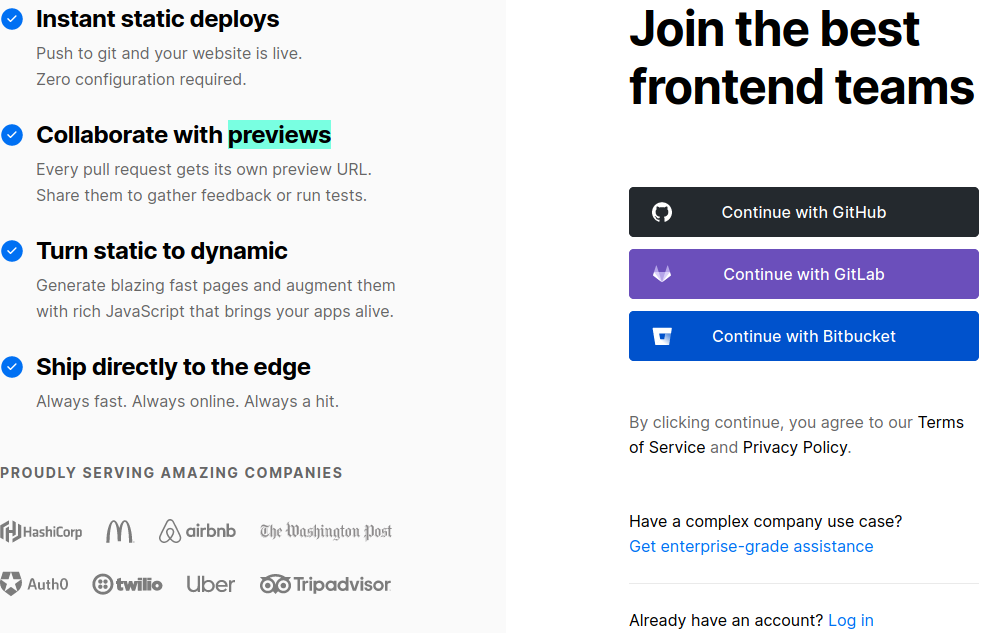 Instant static deploys
Push to git and your website is live.
Zero configuration required.
Collaborate with previews
Every pull request gets its own preview URL.
Share them to gather feedback or run tests.
Turn static to dynamic
Generate blazing fast pages and augment them
with rich JavaScript that brings your apps alive.
Ship directly to the edge
Always fast. Always online. Always a hit.
PROUDLY SERVING AMAZING COMPANIES
HashiCorp airbnb The Washington Post
Auth0 twilio Uber Tripadvisor
Join the best
frontend teams
Continue with GitHub
Continue with GitLab
Continue with Bitbucket
By clicking continue, you agree to our Terms
of Service and Privacy Policy.
Have a complex company use case?
Get enterprise-grade assistance
Already have an account? Log in